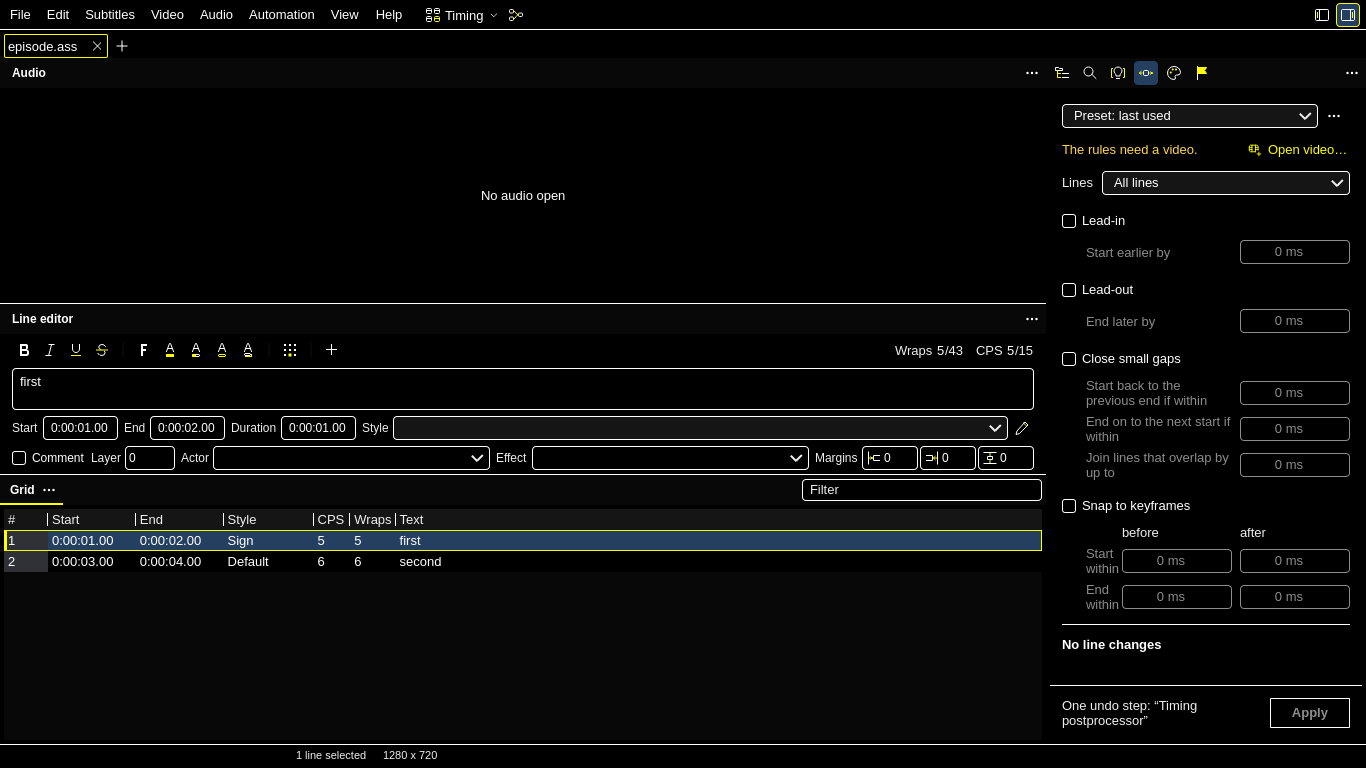 File Edit Subtitles Video Audio Automation View Help Timing
episode.ass
Audio
No audio open
Line editor
B I U S F A A A A Wraps 5/43 CPS 5/15
first
Start 0:00:01.00 End 0:00:02.00 Duration 0:00:01.00 Style
Comment Layer 0 Actor Effect Margins 0 0 0
Grid Filter
# Start End Style CPS Wraps Text
1 0:00:01.00 0:00:02.00 Sign 5 5 first
2 0:00:03.00 0:00:04.00 Default 6 6 second
Preset: last used
The rules need a video. Open video…
Lines All lines
Lead-in
Start earlier by 0 ms
Lead-out
End later by 0 ms
Close small gaps
Start back to the
previous end if within 0 ms
End on to the next start if
within 0 ms
Join lines that overlap by
up to 0 ms
Snap to keyframes
before after
Start
within 0 ms 0 ms
End
within 0 ms 0 ms
No line changes
One undo step: “Timing
postprocessor” Apply
1 line selected 1280 x 720